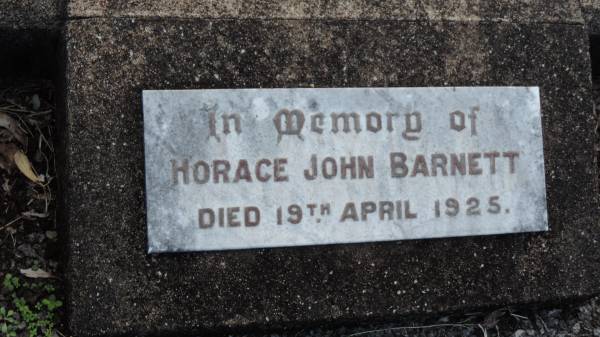 In Memory of
HORACE JOHN BARNETT
DIED 19TH APRIL 1925.